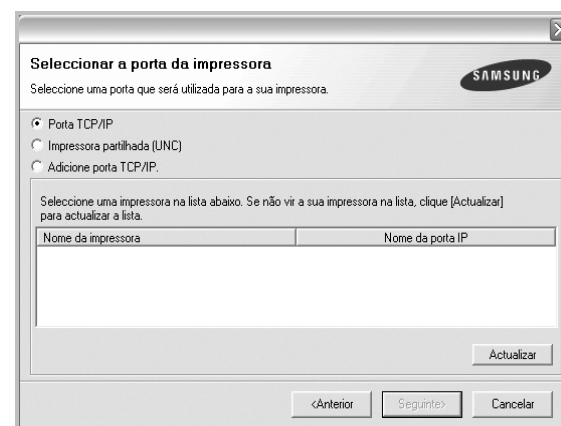 Seleccionar a porta da impressora
Seleccione uma porta que será utilizada para a sua impressora.
SAMSUNG
Porta TCP/IP
Impressora partilhada (UNC)
Adicione porta TCP/IP.
Seleccione uma impressora na lista abaixo. Se não vir a sua impressora na lista, clique [Actualizar]
para actualizar a lista.
Nome da impressora Nome da porta IP
Actualizar
<Anterior Seguinte> Cancelar